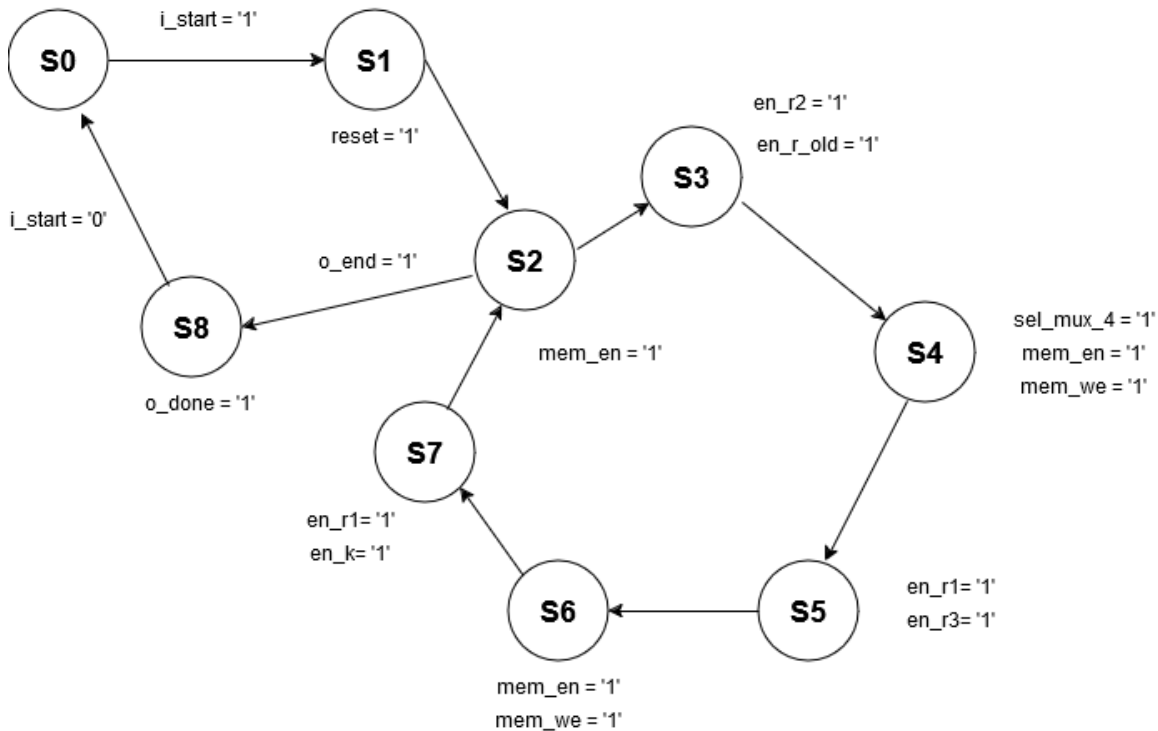 i_start = '1'
S0
S1
reset = '1'
en_r2 = '1'
en_r_old = '1'
S3
i_start = '0'
o_end = '1'
S2
S8
mem_en = '1'
o_done = '1'
S4
sel_mux_4 = '1'
mem_en = '1'
mem_we = '1'
S7
en_r1= '1'
en_k= '1'
S6
S5
en_r1= '1'
en_r3= '1'
mem_en = '1'
mem_we = '1'